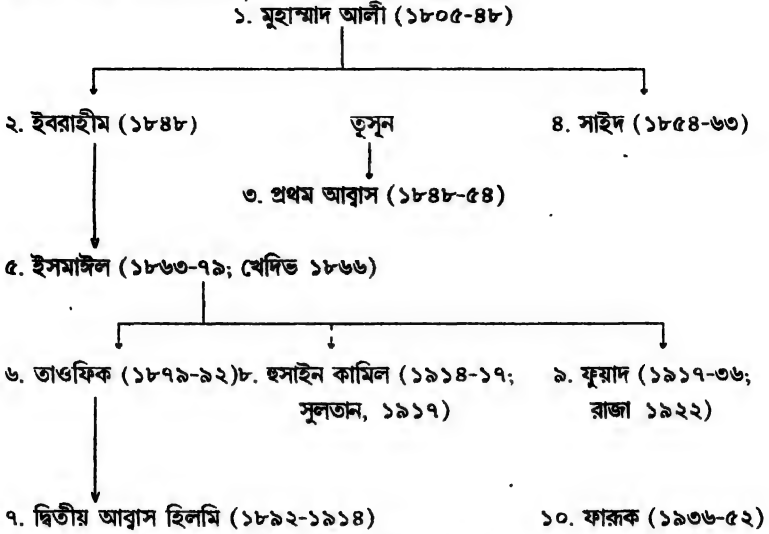 ১. মুহাম্মাদ আলী (১৮০৫-৪৮)
২. ইবরাহীম (১৮৪৮) তূসূন ৪. সাইদ (১৮৫৪-৬৩)
৩. প্রথম আব্বাস (১৮৪৮-৫৪)
৫. ইসমাঈল (১৮৬৩-৭৯; খেদিভ ১৮৬৬)
৬. তাওফিক (১৮৭৯-৯২)৮. হুসাইন কামিল (১৯১৪-১৭; ৯. ফুয়াদ (১৯১৭-৩৬;
সুলতান, ১৯১৭) রাজা ১৯২২)
৭. দ্বিতীয় আব্বাস হিলমি (১৮৯২-১৯১৪) ১০. ফারূক (১৯৩৬-৫২)